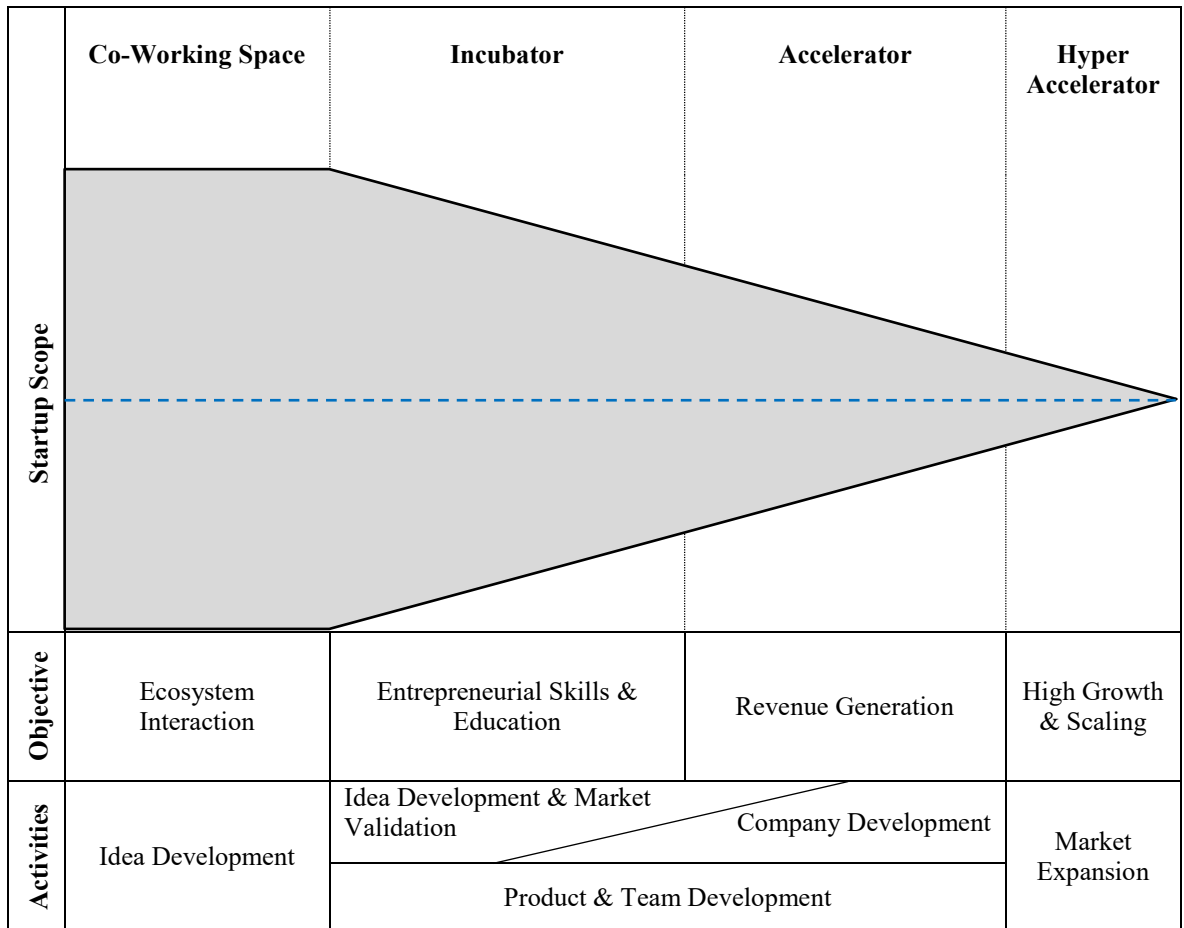 Co-Working Space
Incubator
Accelerator
Hyper
Accelerator
Startup Scope
Objective
Ecosystem
Interaction
Entrepreneurial Skills &
Education
Revenue Generation
High Growth
& Scaling
Activities
Idea Development
Idea Development & Market
Validation
Company Development
Product & Team Development
Market
Expansion